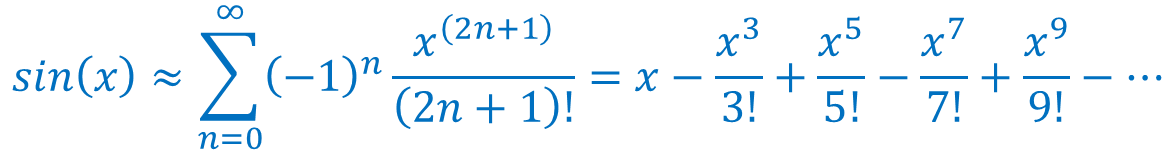 sin(x) ≈ ∑_{n=0}^{∞} (−1)^n x^{(2n+1)}/(2n + 1)! = x − x^3/3! + x^5/5! − x^7/7! + x^9/9! − ⋯